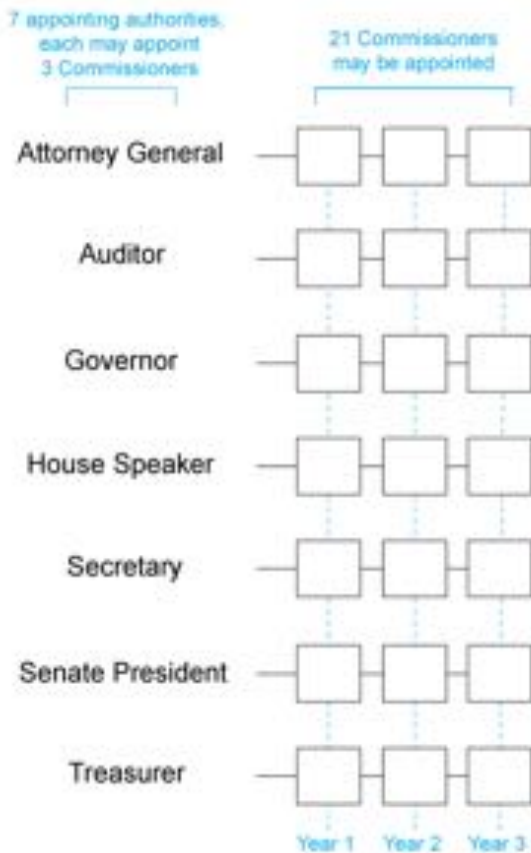 7 appointing authorities,
each may appoint
3 Commissioners
21 Commissioners
may be appointed
Attorney General
Auditor
Governor
House Speaker
Secretary
Senate President
Treasurer
Year 1 Year 2 Year 3